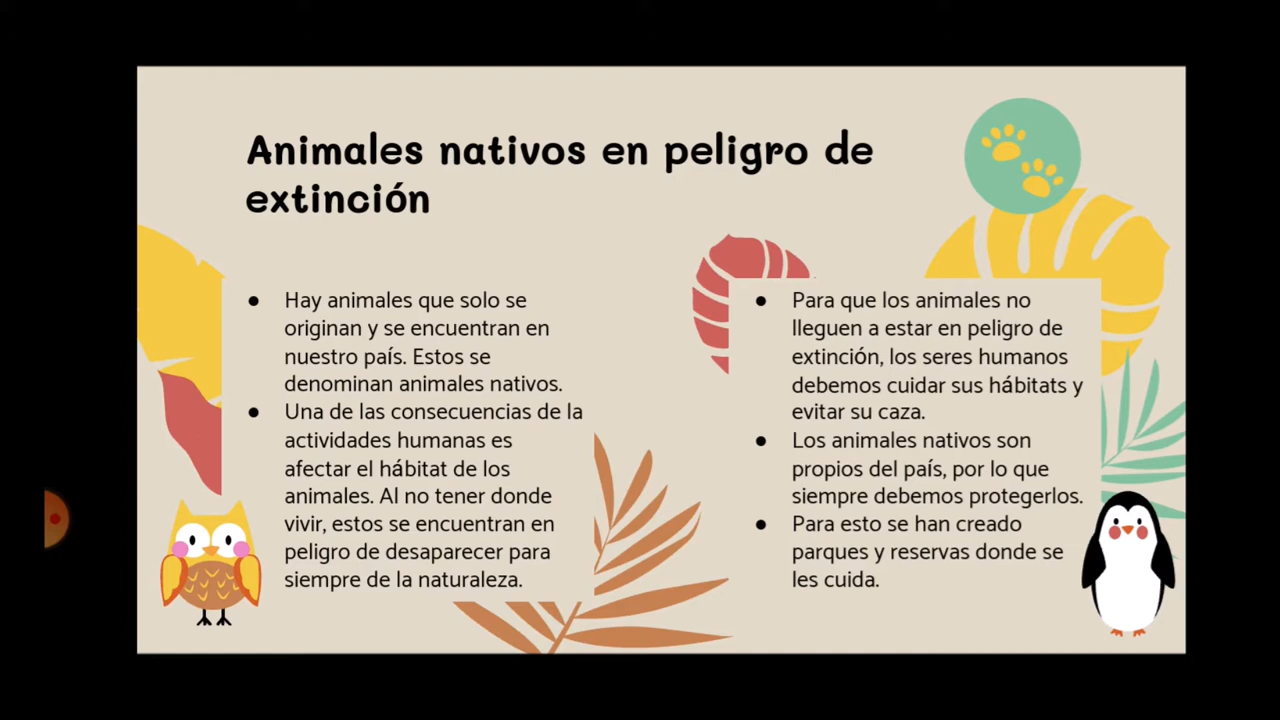 Animales nativos en peligro de
extinción
● Hay animales que solo se
originan y se encuentran en
nuestro país. Estos se
denominan animales nativos.
● Una de las consecuencias de la
actividades humanas es
afectar el hábitat de los
animales. Al no tener donde
vivir, estos se encuentran en
peligro de desaparecer para
siempre de la naturaleza.
● Para que los animales no
lleguen a estar en peligro de
extinción, los seres humanos
debemos cuidar sus hábitats y
evitar su caza.
● Los animales nativos son
propios del país, por lo que
siempre debemos protegerlos.
● Para esto se han creado
parques y reservas donde se
les cuida.